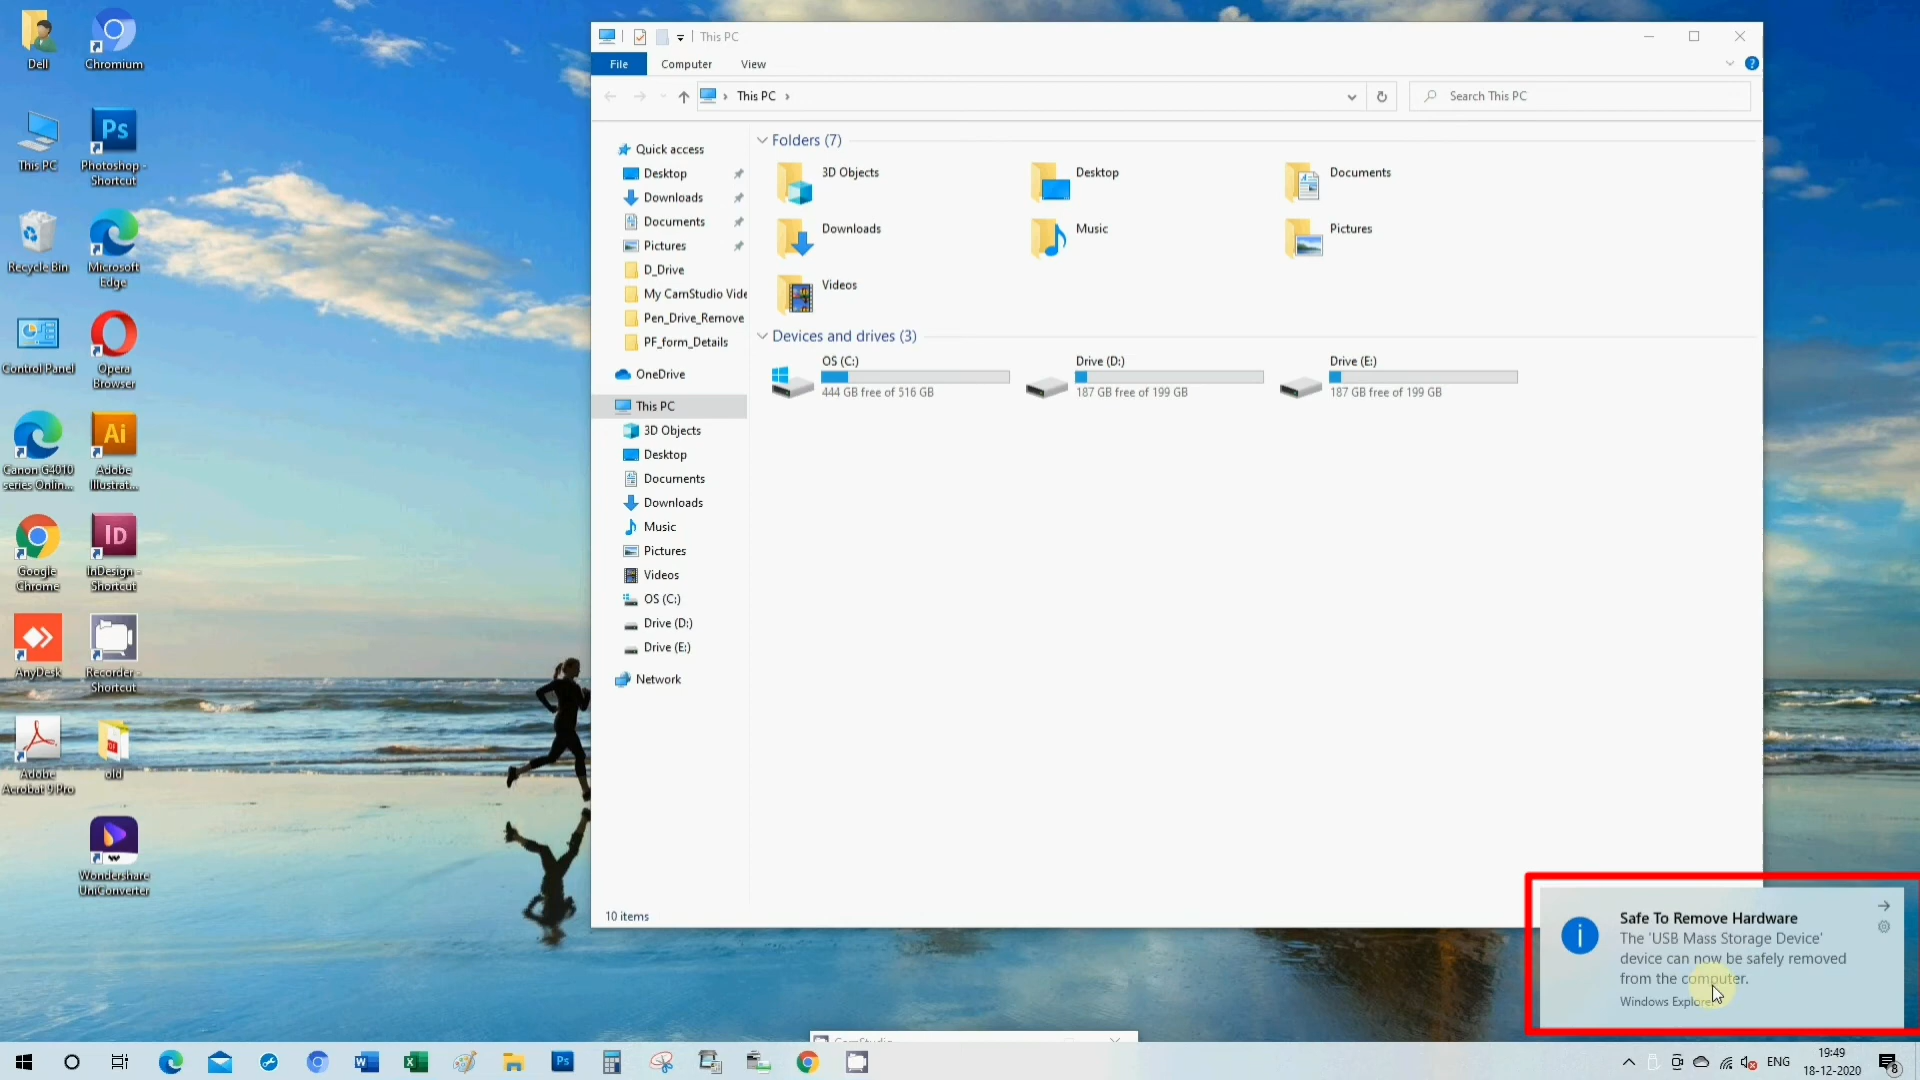 Dell
Chromium
This PC
Photoshop -
Shortcut
Recycle Bin
Microsoft
Edge
Control Panel
Opera
Browser
Canon G4010
series Onlin...
Adobe
Illustrat...
Google
Chrome
InDesign -
Shortcut
AnyDesk
Recorder -
Shortcut
Adobe
Acrobat 9 Pro
old
Wondershare
UniConverter
Ps
Ai
ID
This PC
File
Computer
View
This PC
Search This PC
Quick access
Desktop
Downloads
Documents
Pictures
D_Drive
My CamStudio Vide
Pen_Drive_Remove
PF_form_Details
OneDrive
This PC
3D Objects
Desktop
Documents
Downloads
Music
Pictures
Videos
OS (C:)
Drive (D:)
Drive (E:)
Network
Folders (7)
3D Objects
Desktop
Documents
Downloads
Music
Pictures
Videos
Devices and drives (3)
OS (C:)
444 GB free of 516 GB
Drive (D:)
187 GB free of 199 GB
Drive (E:)
187 GB free of 199 GB
10 items
Safe To Remove Hardware
The 'USB Mass Storage Device'
device can now be safely removed
from the computer.
Windows Explorer
CamStudio
Ps
ENG
19:49
18-12-2020
8